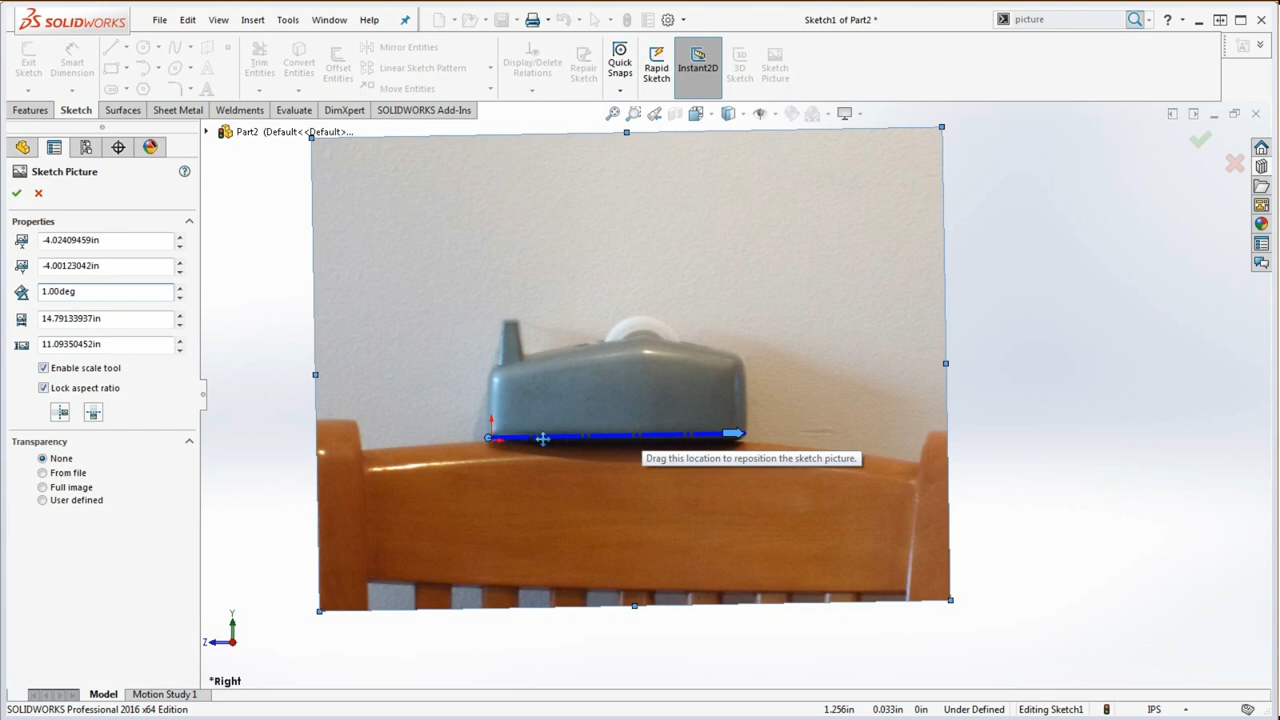 SOLIDWORKS File Edit View Insert Tools Window Help Sketch1 of Part2 * picture
Exit Sketch Smart Dimension Trim Entities Convert Entities Offset Entities Mirror Entities Linear Sketch Pattern Move Entities Display/Delete Relations Repair Sketch Quick Snaps Rapid Sketch Instant2D 3D Sketch Sketch Picture
Features Sketch Surfaces Sheet Metal Weldments Evaluate DimXpert SOLIDWORKS Add-Ins
Part2 (Default<<Default>...
Sketch Picture
Properties
-4.02409459in
-4.00123042in
1.00deg
14.79133937in
11.09350452in
Enable scale tool
Lock aspect ratio
Transparency
None
From file
Full image
User defined
Drag this location to reposition the sketch picture.
Y
Z
*Right
Model Motion Study 1
SOLIDWORKS Professional 2016 x64 Edition 1.256in 0.033in 0in Under Defined Editing Sketch1 IPS